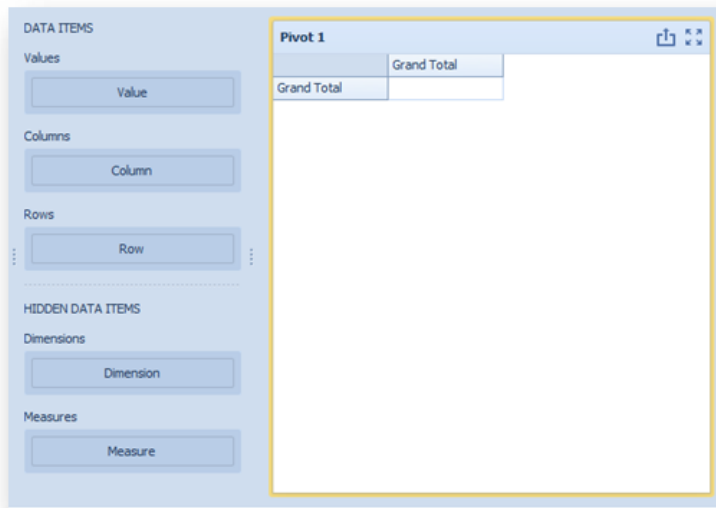 DATA ITEMS
Values
Value
Columns
Column
Rows
Row
HIDDEN DATA ITEMS
Dimensions
Dimension
Measures
Measure
Pivot 1
Grand Total
Grand Total